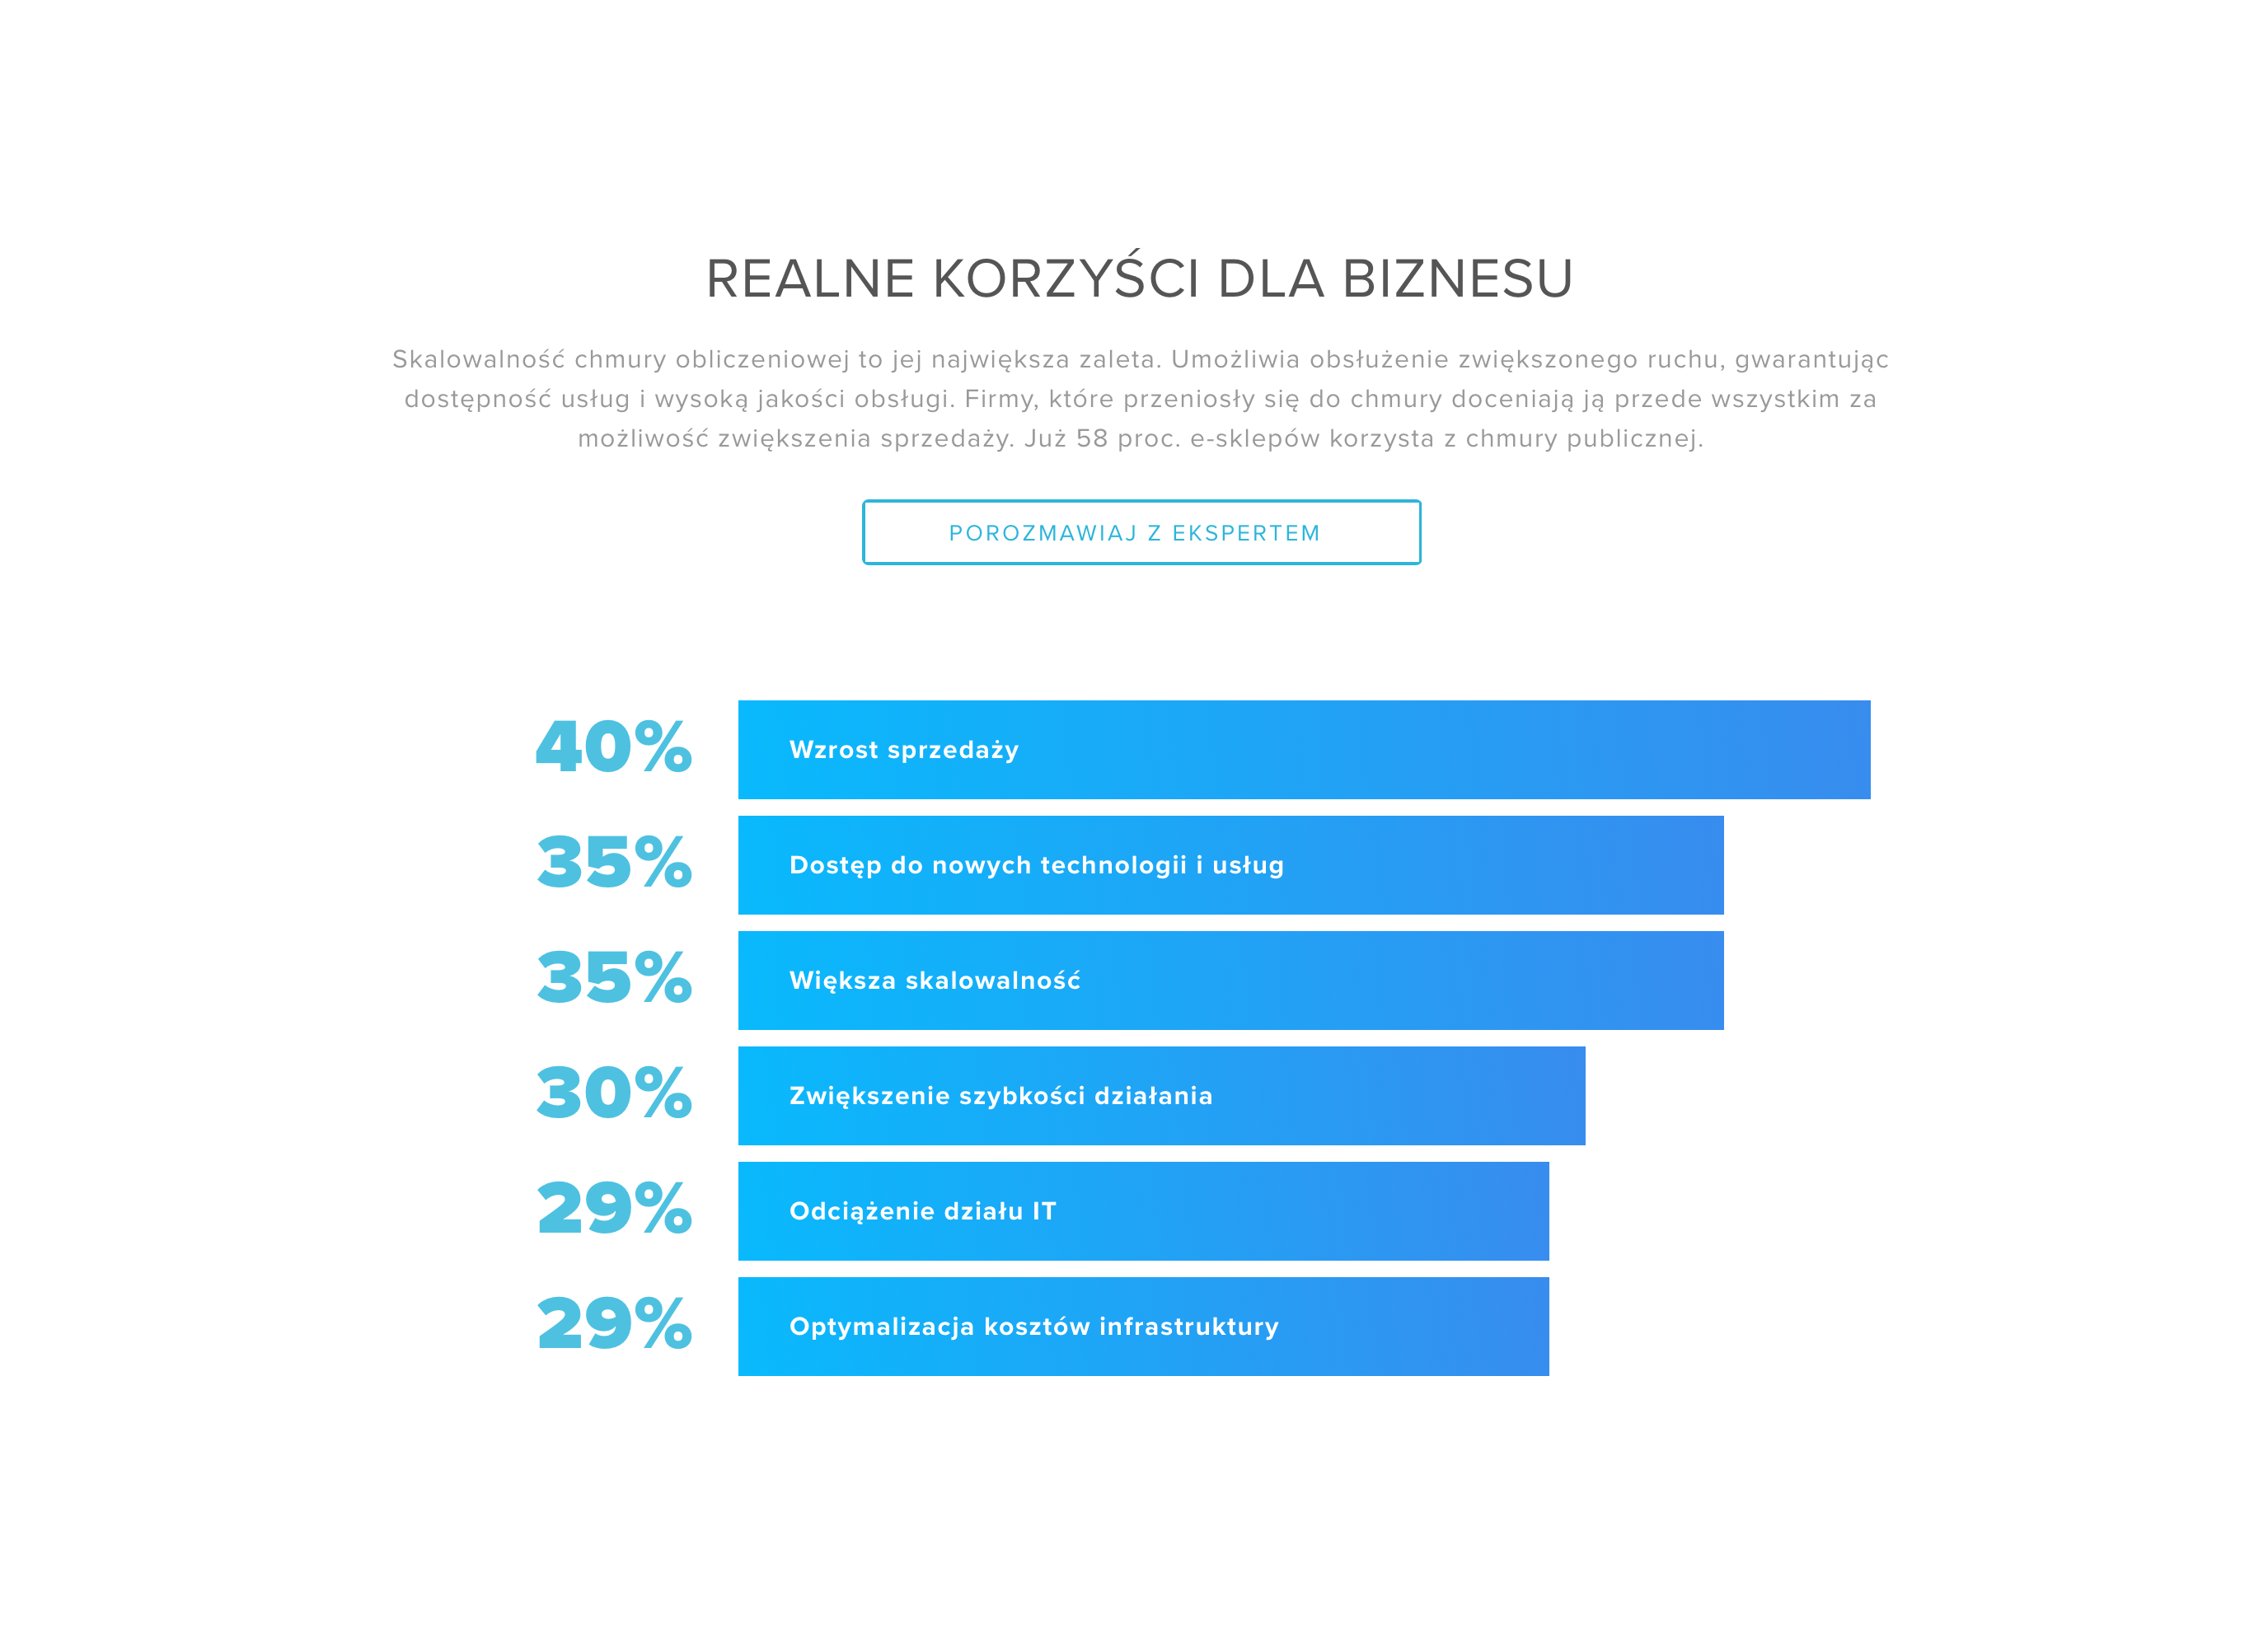 REALNE KORZYŚCI DLA BIZNESU
Skalowalność chmury obliczeniowej to jej największa zaleta. Umożliwia obsłużenie zwiększonego ruchu, gwarantując
dostępność usług i wysoką jakości obsługi. Firmy, które przeniosły się do chmury doceniają ją przede wszystkim za
możliwość zwiększenia sprzedaży. Już 58 proc. e-sklepów korzysta z chmury publicznej.
POROZMAWIAJ Z EKSPERTEM
40% Wzrost sprzedaży
35% Dostęp do nowych technologii i usług
35% Większa skalowalność
30% Zwiększenie szybkości działania
29% Odciążenie działu IT
29% Optymalizacja kosztów infrastruktury